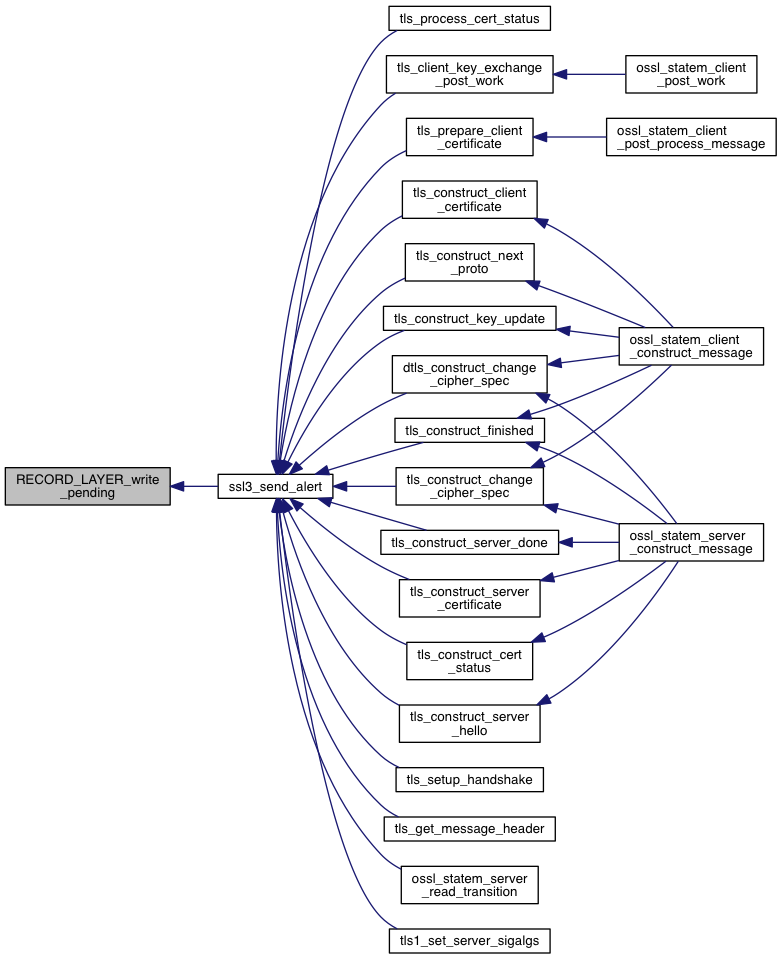 tls_process_cert_status
tls_client_key_exchange
_post_work
ossl_statem_client
_post_work
tls_prepare_client
_certificate
ossl_statem_client
_post_process_message
tls_construct_client
_certificate
tls_construct_next
_proto
tls_construct_key_update
ossl_statem_client
_construct_message
dtls_construct_change
_cipher_spec
tls_construct_finished
RECORD_LAYER_write
_pending
ssl3_send_alert
tls_construct_change
_cipher_spec
tls_construct_server_done
ossl_statem_server
_construct_message
tls_construct_server
_certificate
tls_construct_cert
_status
tls_construct_server
_hello
tls_setup_handshake
tls_get_message_header
ossl_statem_server
_read_transition
tls1_set_server_sigalgs